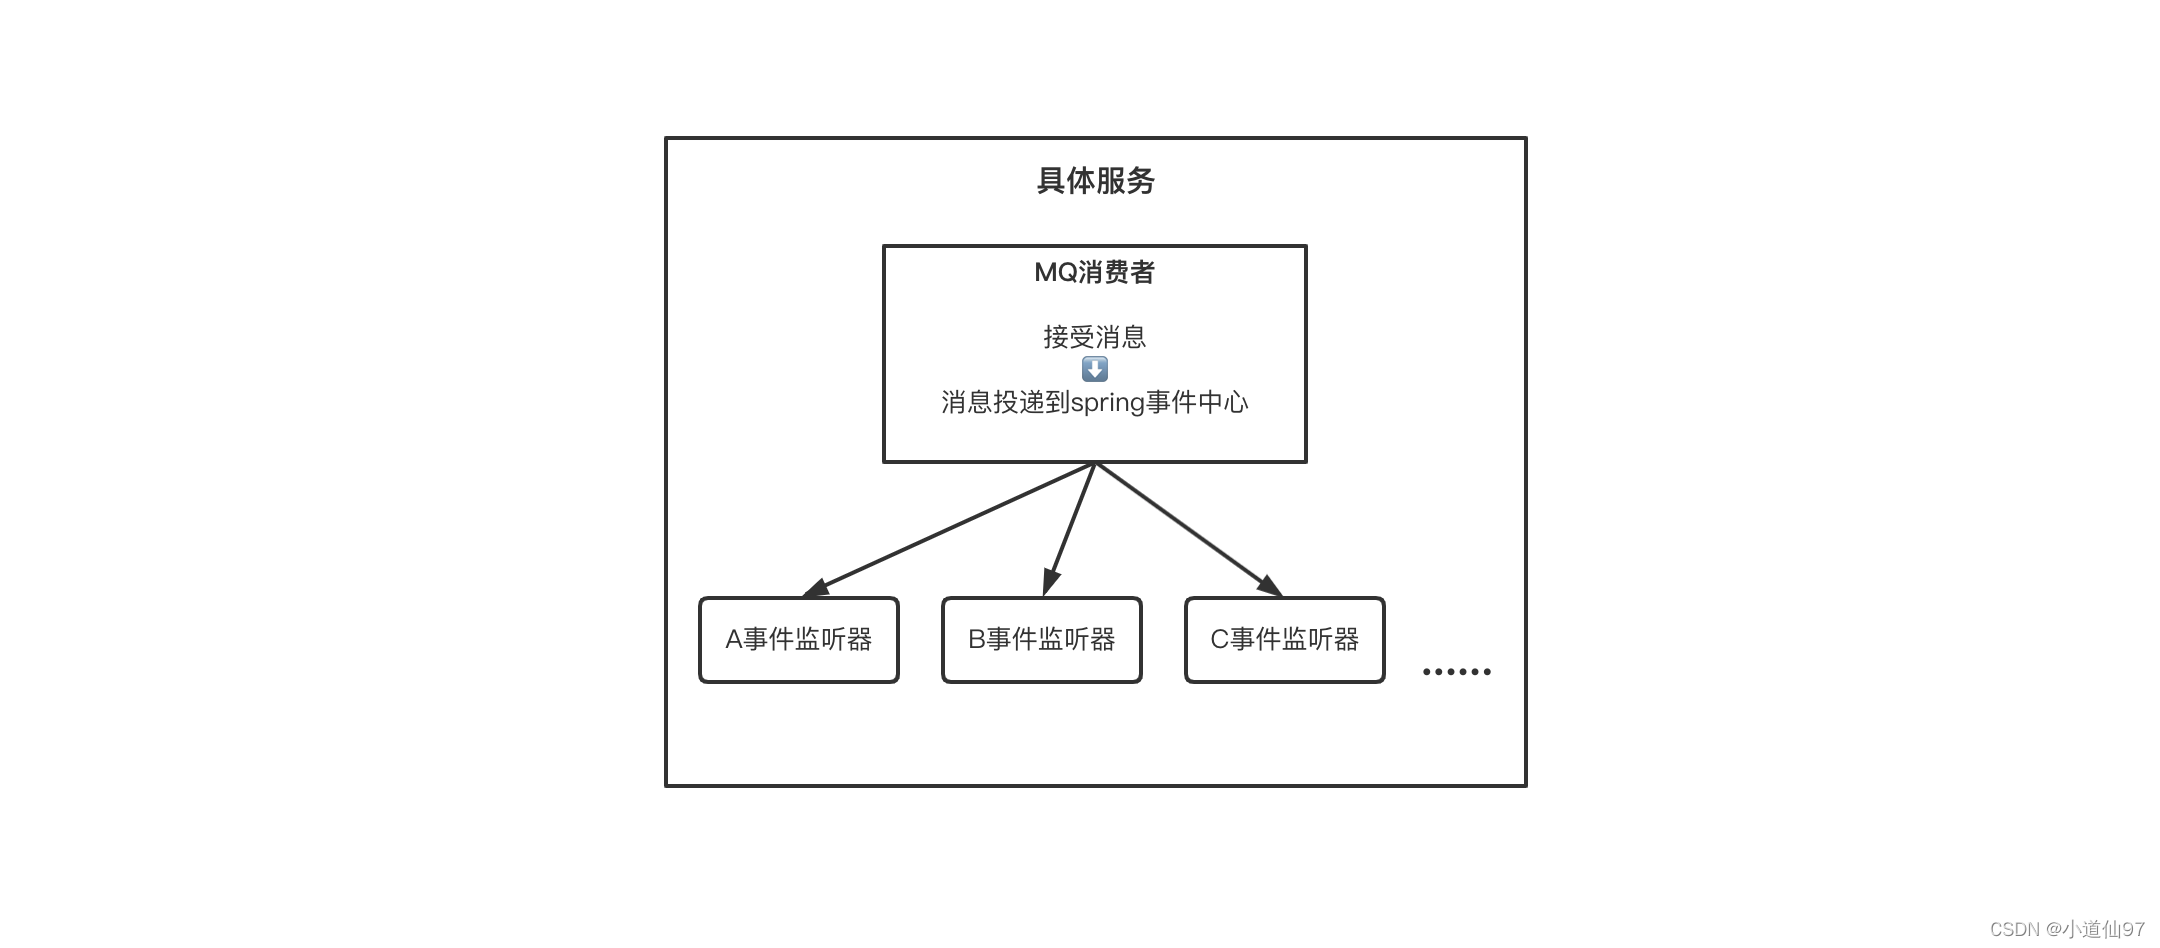 具体服务
MQ消费者
接受消息
⬇️
消息投递到spring事件中心
A事件监听器
B事件监听器
C事件监听器
......
CSDN @小道仙97